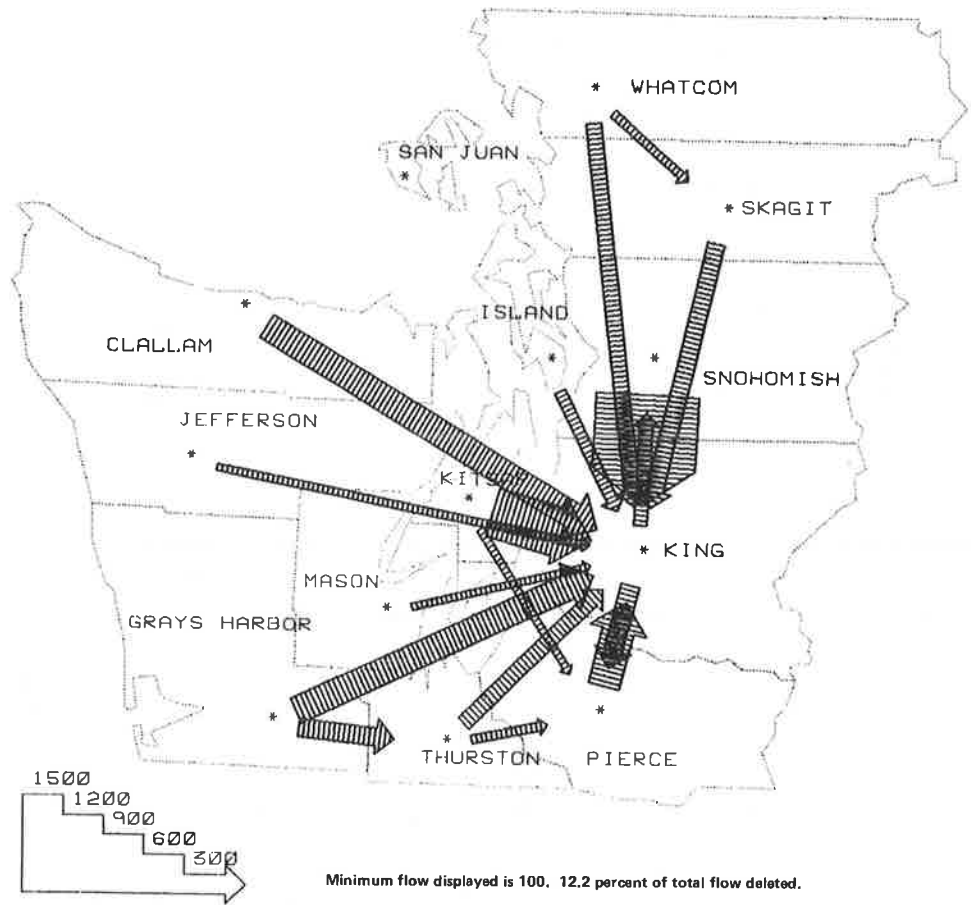 WHATCOM
SAN JUAN
SKAGIT
ISLAND
CLALLAM
SNOHOMISH
JEFFERSON
KITSAP
KING
MASON
GRAYS HARBOR
THURSTON
PIERCE
1500
1200
900
600
300
Minimum flow displayed is 100. 12.2 percent of total flow deleted.